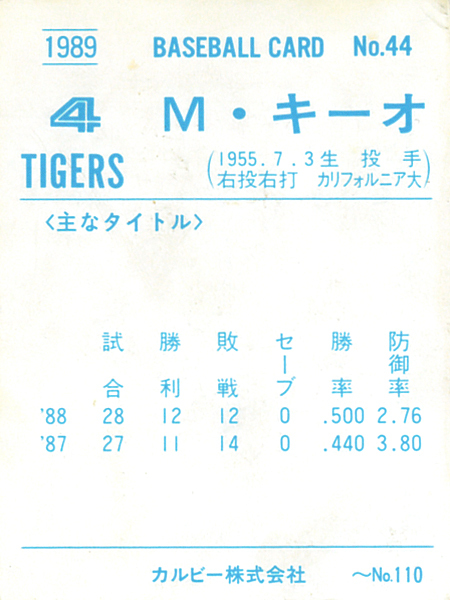 1989 BASEBALL CARD No.44
4 M・キーオ
TIGERS (1955.7.3生 投手
右投右打 カリフォルニア大)
〈主なタイトル〉
試合 勝利 敗戦 セーブ 勝率 防御率
'88 28 12 12 0 .500 2.76
'87 27 11 14 0 .440 3.80
カルビー株式会社 〜No.110